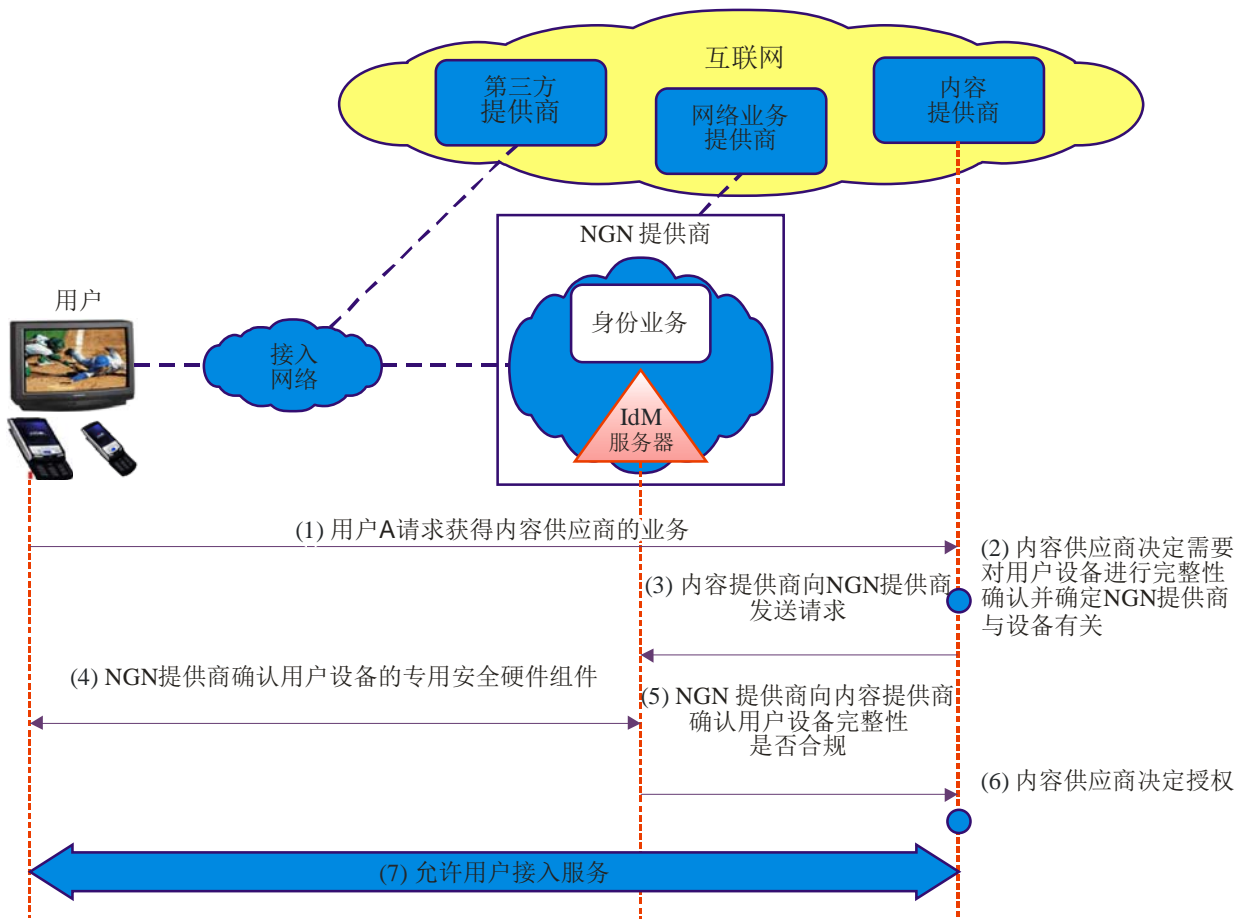 互联网
第三方
提供商
网络业务
提供商
内容
提供商
NGN 提供商
身份业务
用户
接入
网络
IdM
服务器
(1) 用户A请求获得内容供应商的业务
(2) 内容供应商决定需要
对用户设备进行完整性
确认并确定NGN提供商
与设备有关
(3) 内容提供商向NGN提供商
发送请求
(4) NGN提供商确认用户设备的专用安全硬件组件
(5) NGN 提供商向内容提供商
确认用户设备完整性
是否合规
(6) 内容供应商决定授权
(7) 允许用户接入服务